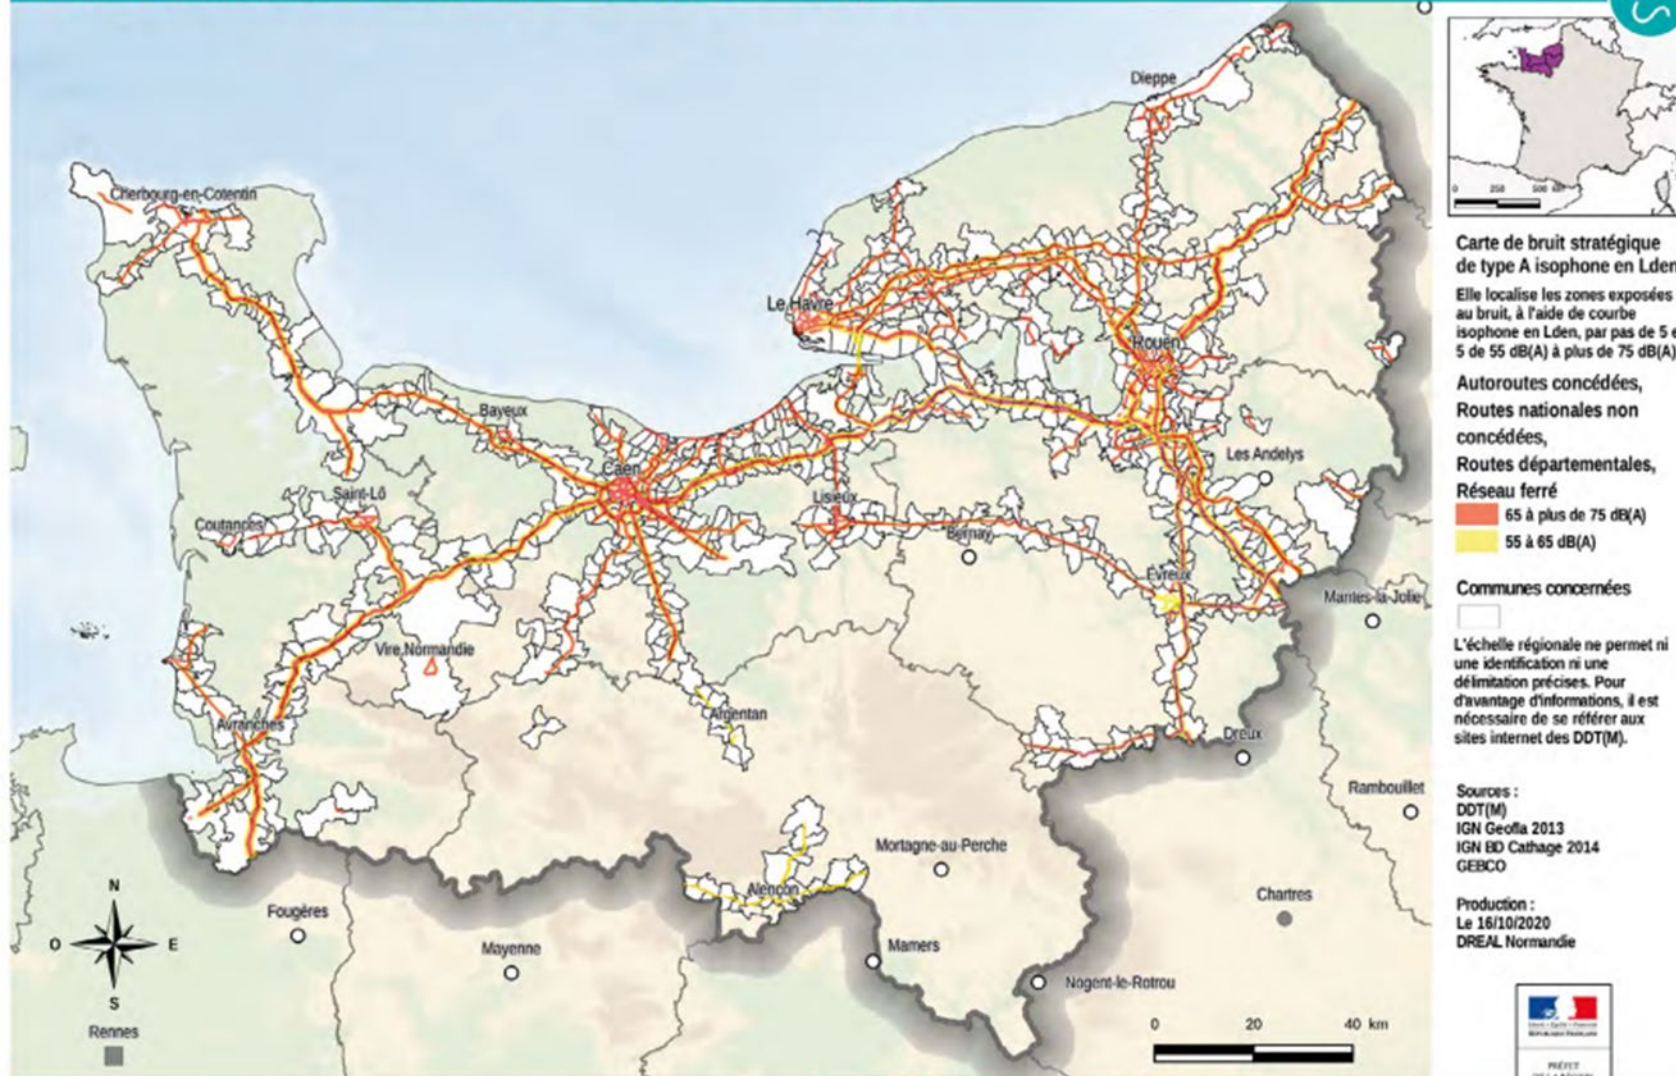 Dieppe
Cherbourg-en-Cotentin
Le Havre
Rouen
Bayeux
Caen
Les Andelys
Saint-Lô
Lisieux
Coutances
Bernay
Évreux
Mantes-la-Jolie
Vire Normandie
Avranches
Argentan
Dreux
Rambouillet
Mortagne-au-Perche
Alençon
Chartres
Fougères
Mayenne
Mamers
Nogent-le-Rotrou
Rennes
N
O
E
S
0 20 40 km
0 250 500 km
Carte de bruit stratégique
de type A isophone en Lden
Elle localise les zones exposées
au bruit, à l'aide de courbe
isophone en Lden, par pas de 5 e
5 de 55 dB(A) à plus de 75 dB(A)
Autoroutes concédées,
Routes nationales non
concédées,
Routes départementales,
Réseau ferré
65 à plus de 75 dB(A)
55 à 65 dB(A)
Communes concernées
L'échelle régionale ne permet ni
une identification ni une
délimitation précises. Pour
d'avantage d'informations, il est
nécessaire de se référer aux
sites internet des DDT(M).
Sources :
DDT(M)
IGN Geofla 2013
IGN BD Cathage 2014
GEBCO
Production :
Le 16/10/2020
DREAL Normandie
PRÉFET